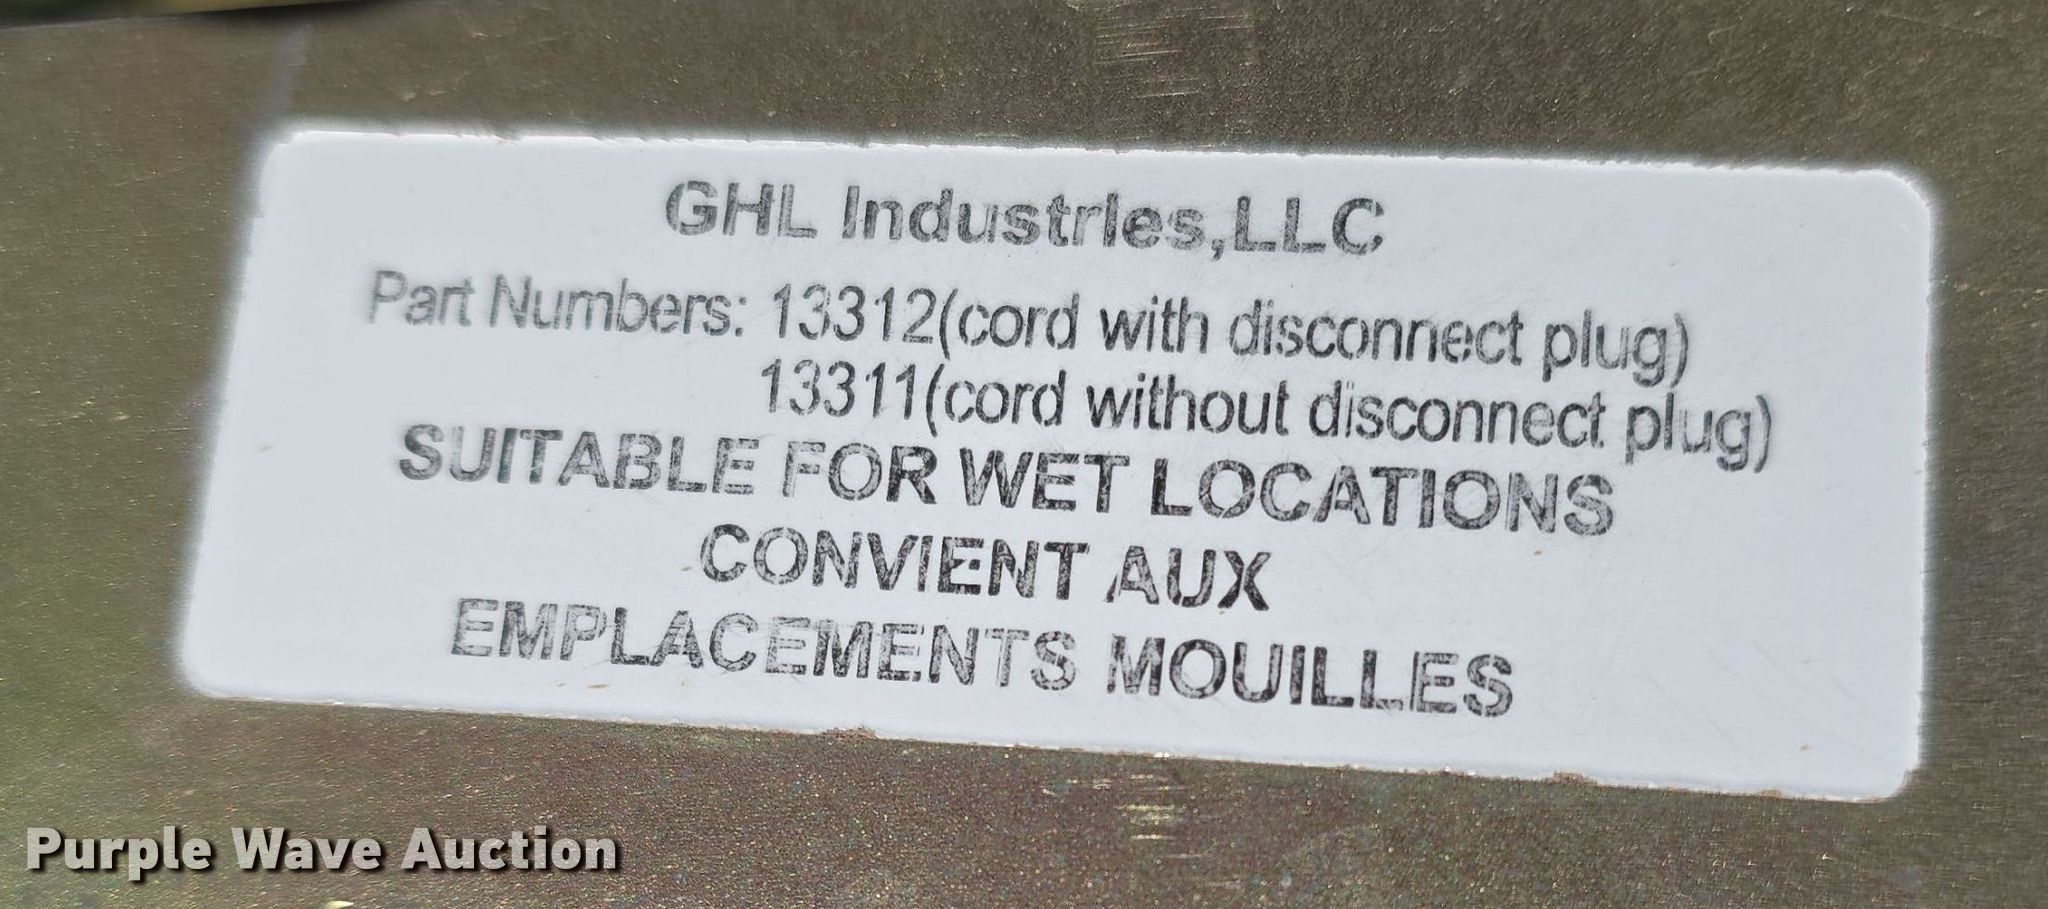 GHL Industries,LLC
Part Numbers: 13312(cord with disconnect plug)
13311(cord without disconnect plug)
SUITABLE FOR WET LOCATIONS
CONVIENT AUX
EMPLACEMENTS MOUILLES
Purple Wave Auction